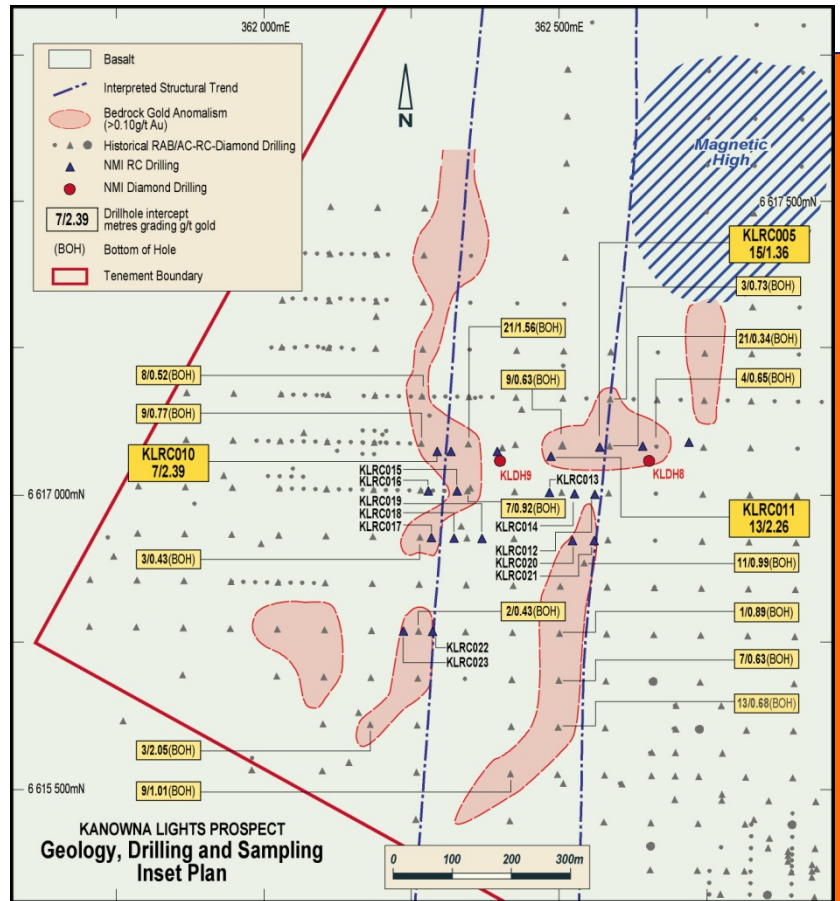 362 000mE
362 500mE
Basalt
Interpreted Structural Trend
Bedrock Gold Anomalism
(>0.10g/t Au)
Historical RAB/AC-RC-Diamond Drilling
NMI RC Drilling
NMI Diamond Drilling
7/2.39
Drillhole intercept
metres grading g/t gold
(BOH)
Bottom of Hole
Tenement Boundary
N
Magnetic
High
6 617 500mN
KLRC005
15/1.36
3/0.73(BOH)
21/1.56(BOH)
21/0.34(BOH)
8/0.52(BOH)
9/0.63(BOH)
4/0.65(BOH)
9/0.77(BOH)
KLRC010
7/2.39
KLDH9
KLDH8
KLRC015
KLRC016
KLRC013
6 617 000mN
KLRC019
KLRC018
KLRC017
7/0.92(BOH)
KLRC014
KLRC011
13/2.26
KLRC012
KLRC020
KLRC021
3/0.43(BOH)
11/0.99(BOH)
2/0.43(BOH)
1/0.89(BOH)
KLRC022
KLRC023
7/0.63(BOH)
13/0.68(BOH)
3/2.05(BOH)
9/1.01(BOH)
6 615 500mN
KANOWNA LIGHTS PROSPECT
Geology, Drilling and Sampling
Inset Plan
0 100 200 300m